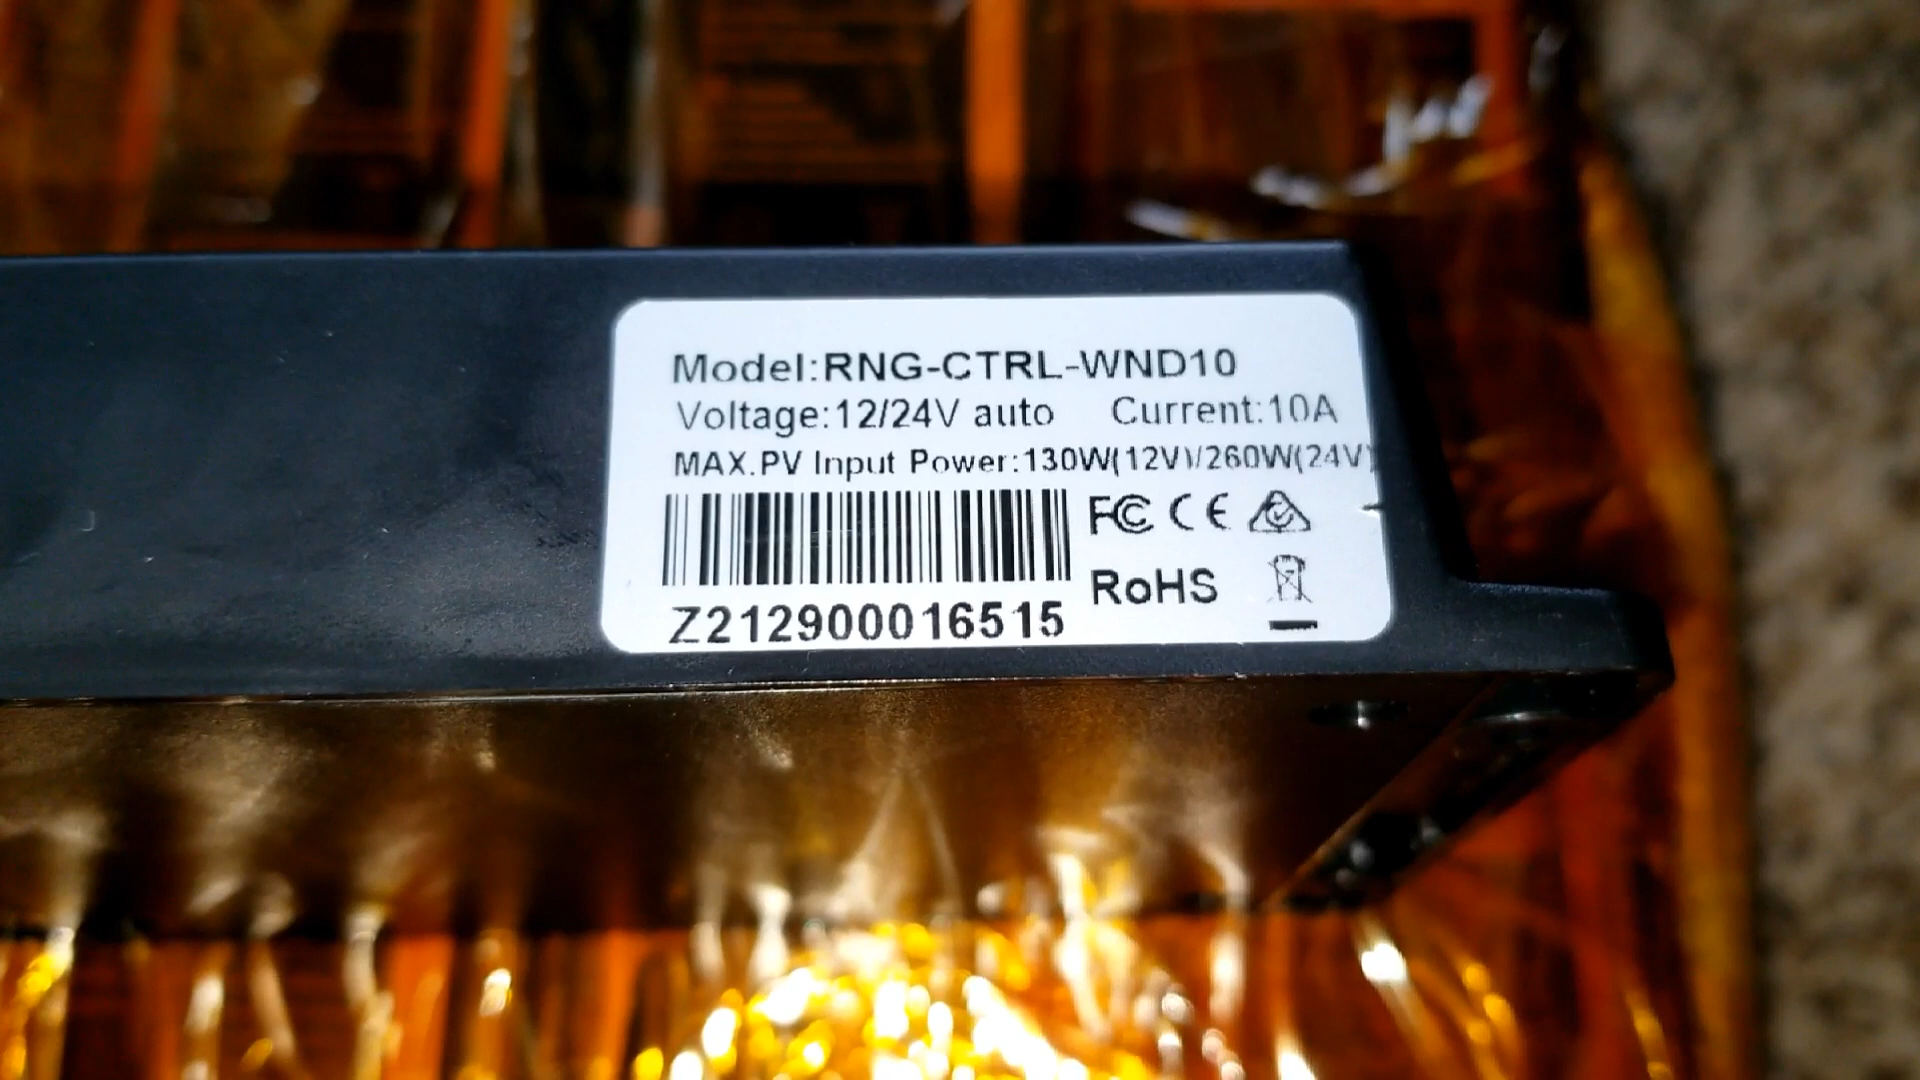 Model:RNG-CTRL-WND10
Voltage:12/24V auto Current:10A
MAX.PV Input Power:130W(12V)/260W(24V)
FC CE
RoHS
Z212900016515